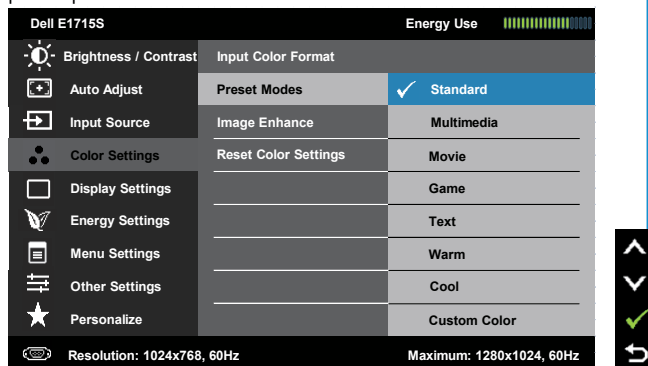 Dell E1715S Energy Use
Brightness / Contrast Input Color Format
Auto Adjust Preset Modes Standard
Input Source Image Enhance Multimedia
Color Settings Reset Color Settings Movie
Display Settings Game
Energy Settings Text
Menu Settings Warm
Other Settings Cool
Personalize Custom Color
Resolution: 1024x768, 60Hz Maximum: 1280x1024, 60Hz